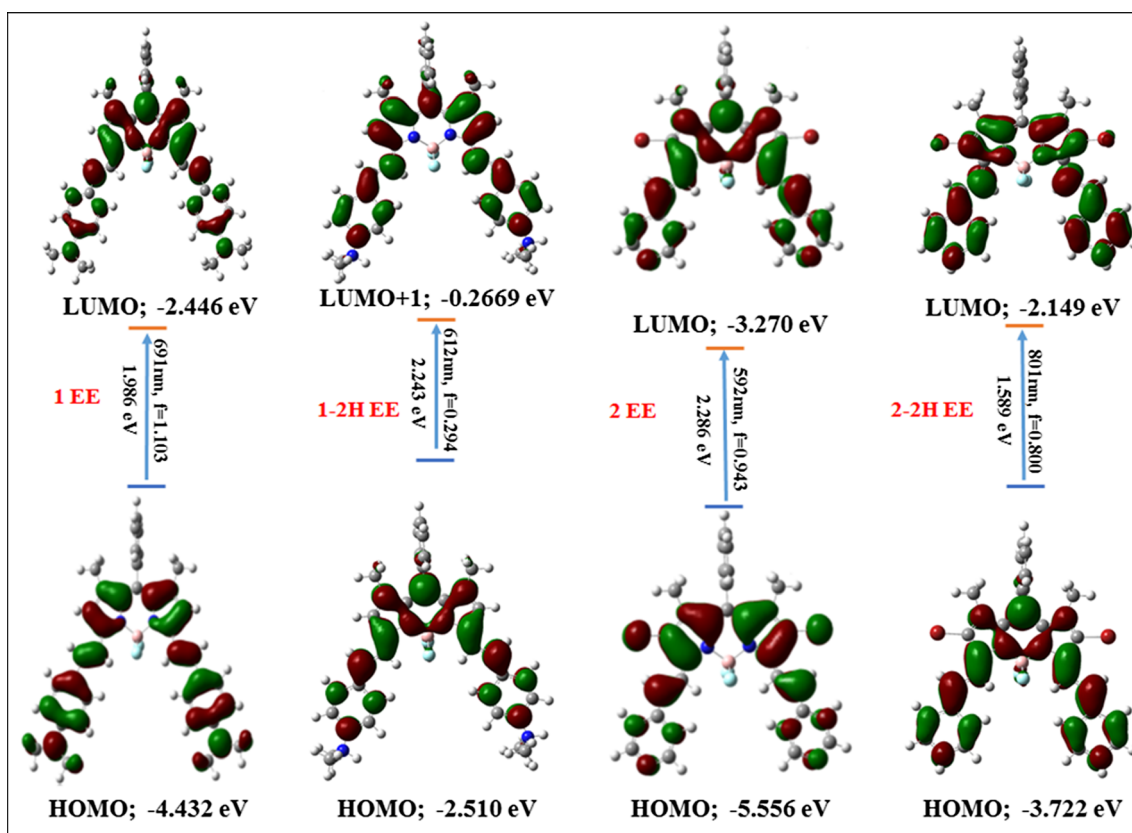 LUMO; -2.446 eV
LUMO+1; -0.2669 eV
LUMO; -3.270 eV
LUMO; -2.149 eV
1 EE
691nm, f=1.103
1.986 eV
1-2H EE
612nm, f=0.294
2.243 eV
2 EE
592nm, f=0.943
2.286 eV
2-2H EE
801nm, f=0.800
1.589 eV
HOMO; -4.432 eV
HOMO; -2.510 eV
HOMO; -5.556 eV
HOMO; -3.722 eV